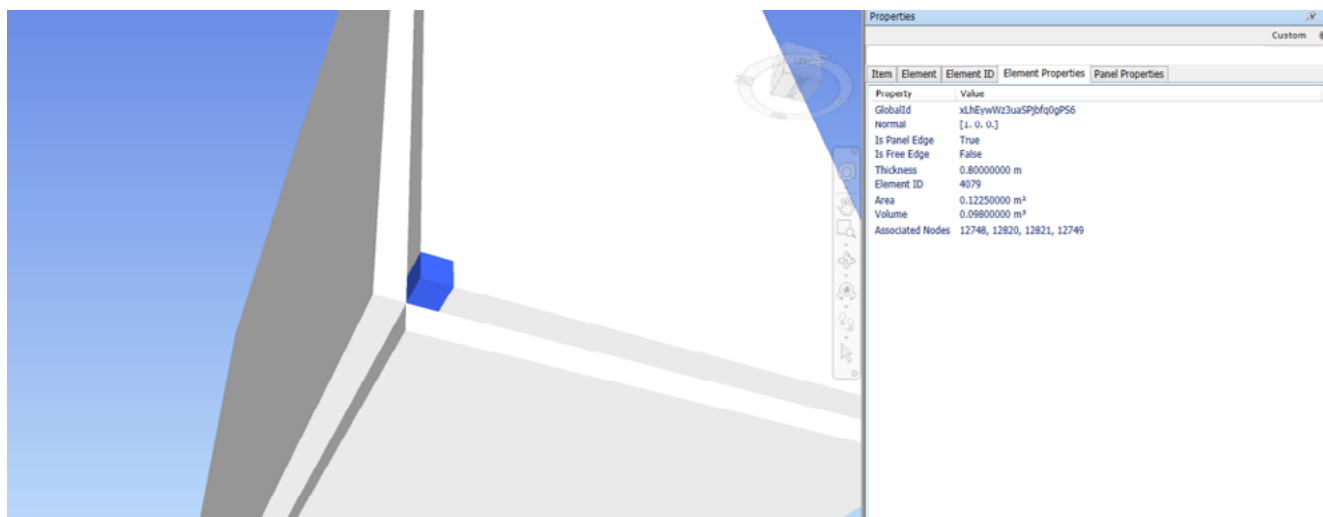 Properties
Custom
Item Element Element ID Element Properties Panel Properties
Property Value
GlobalId xLhEywWz3uaSPjbfq0gPS6
Normal [1. 0. 0.]
Is Panel Edge True
Is Free Edge False
Thickness 0.80000000 m
Element ID 4079
Area 0.12250000 m²
Volume 0.09800000 m³
Associated Nodes 12748, 12820, 12821, 12749